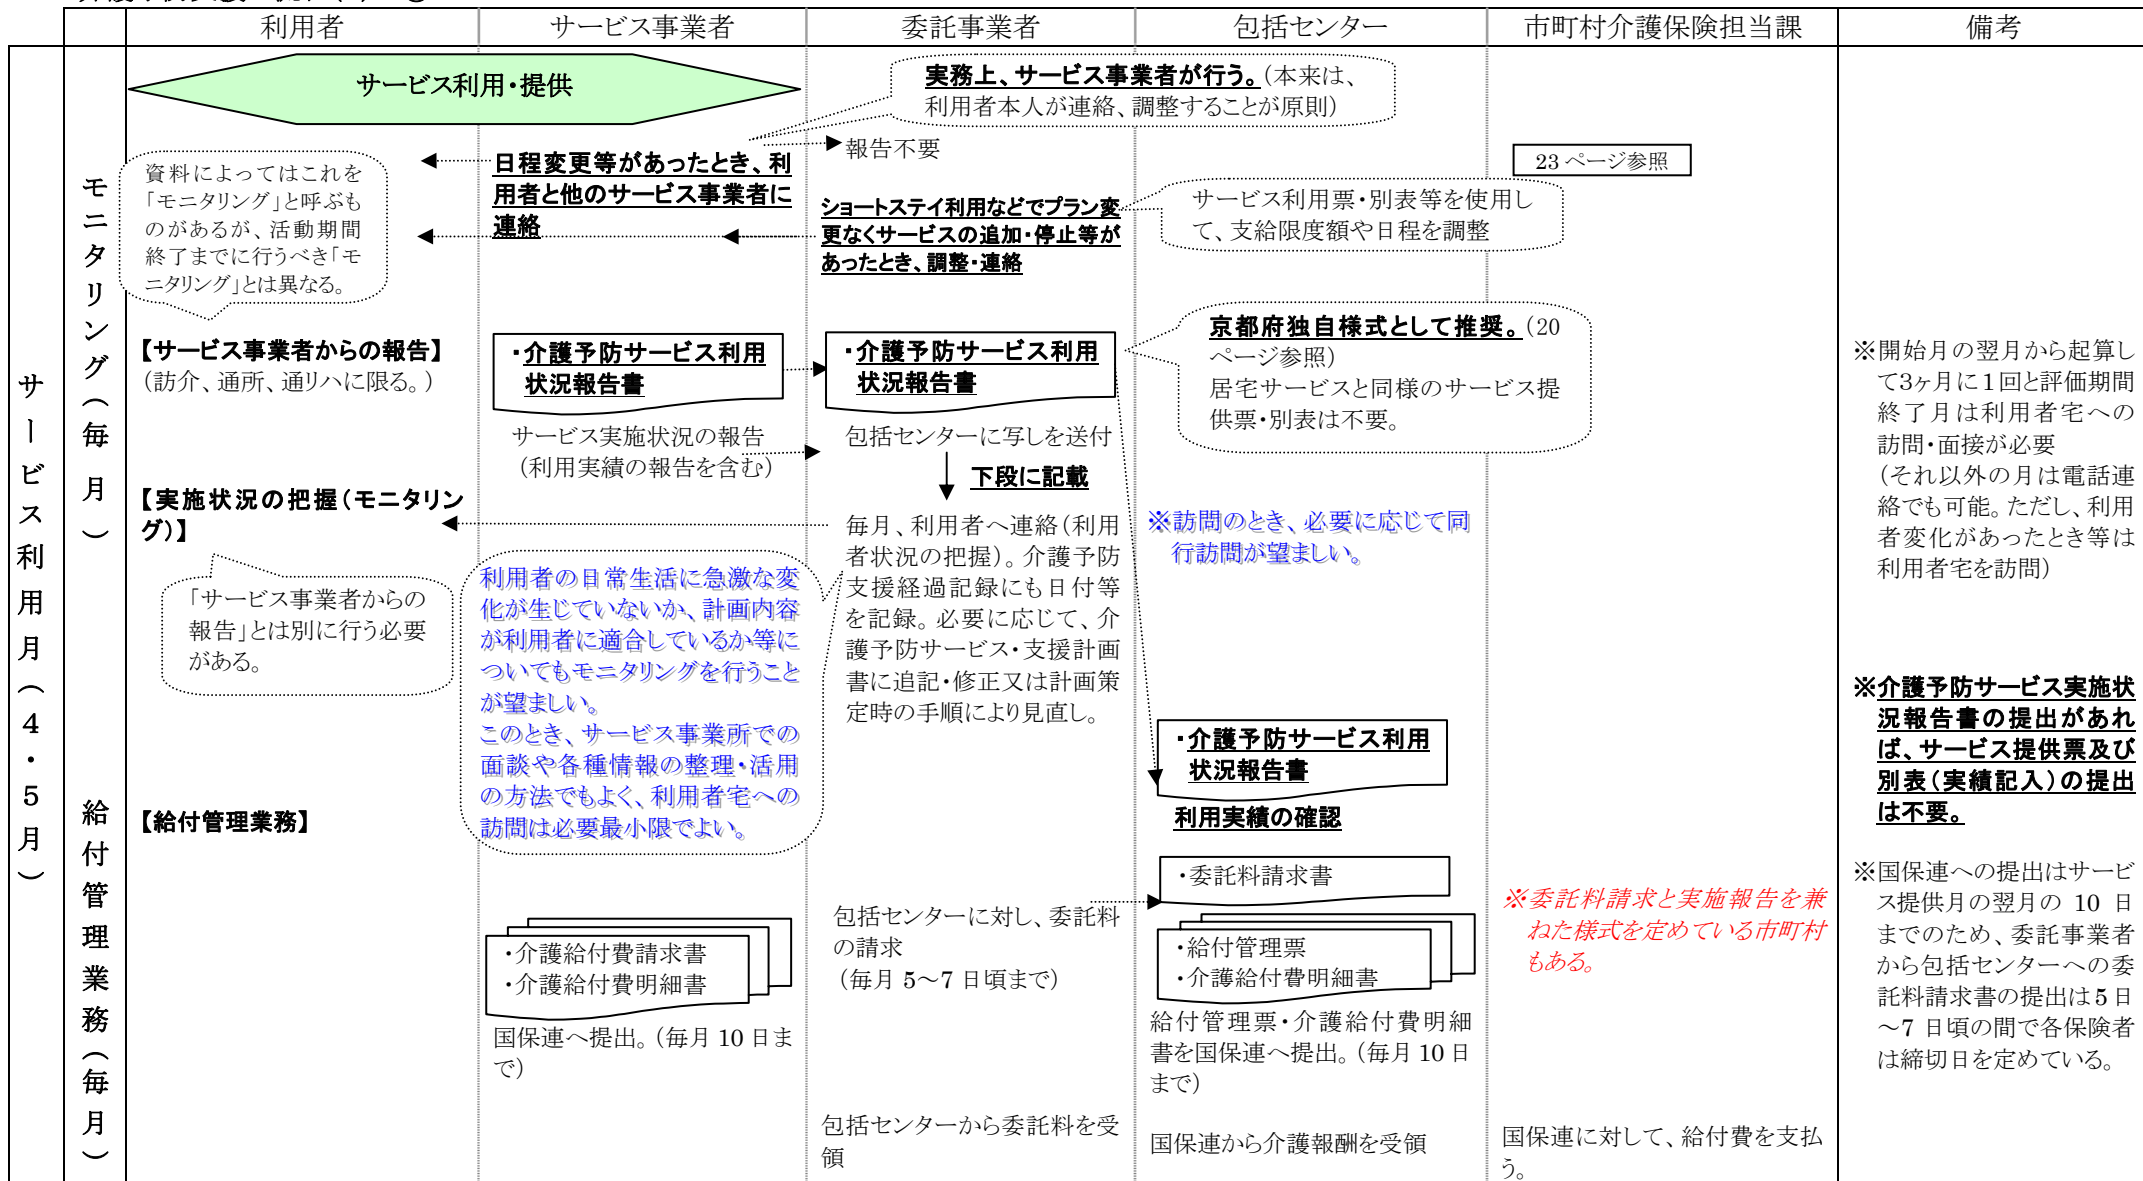 利用者
サービス事業者
委託事業者
包括センター
市町村介護保険担当課
備考
サービス利用月（4・5月）
モニタリング（毎月）
給付管理業務（毎月）
サービス利用・提供
実務上、サービス事業者が行う。（本来は、
利用者本人が連絡、調整することが原則）
報告不要
23 ページ参照
資料によってはこれを
「モニタリング」と呼ぶも
のがあるが、活動期間
終了までに行うべき「モ
ニタリング」とは異なる。
日程変更等があったとき、利
用者と他のサービス事業者に
連絡
ショートステイ利用などでプラン変
更なくサービスの追加・停止等が
あったとき、調整・連絡
サービス利用票・別表等を使用し
て、支給限度額や日程を調整
【サービス事業者からの報告】
（訪介、通所、通リハに限る。）
・介護予防サービス利用
状況報告書
・介護予防サービス利用
状況報告書
京都府独自様式として推奨。（20
ページ参照）
居宅サービスと同様のサービス提
供票・別表は不要。
サービス実施状況の報告
（利用実績の報告を含む）
包括センターに写しを送付
下段に記載
【実施状況の把握（モニタリン
グ）】
毎月、利用者へ連絡（利用
者状況の把握）。介護予防
支援経過記録にも日付等
を記録。必要に応じて、介
護予防サービス・支援計画
書に追記・修正又は計画策
定時の手順により見直し。
※訪問のとき、必要に応じて同
行訪問が望ましい。
「サービス事業者からの
報告」とは別に行う必要
がある。
利用者の日常生活に急激な変
化が生じていないか、計画内容
が利用者に適合しているか等に
ついてもモニタリングを行うこと
が望ましい。
このとき、サービス事業所での
面談や各種情報の整理・活用
の方法でもよく、利用者宅への
訪問は必要最小限でよい。
※開始月の翌月から起算し
て3ヶ月に1回と評価期間
終了月は利用者宅への
訪問・面接が必要
（それ以外の月は電話連
絡でも可能。ただし、利用
者変化があったとき等は
利用者宅を訪問）
・介護予防サービス利用
状況報告書
利用実績の確認
※介護予防サービス実施状
況報告書の提出があれ
ば、サービス提供票及び
別表（実績記入）の提出
は不要。
【給付管理業務】
・委託料請求書
包括センターに対し、委託料
の請求
（毎月 5～7 日頃まで）
・介護給付費請求書
・介護給付費明細書
国保連へ提出。（毎月 10 日ま
で）
・給付管理票
・介護給付費明細書
給付管理票・介護給付費明細
書を国保連へ提出。（毎月 10 日
まで）
※委託料請求と実施報告を兼
ねた様式を定めている市町村
もある。
※国保連への提出はサービ
ス提供月の翌月の 10 日
までのため、委託事業者
から包括センターへの委
託料請求書の提出は5日
～7 日頃の間で各保険者
は締切日を定めている。
包括センターから委託料を受
領
国保連から介護報酬を受領
国保連に対して、給付費を支払
う。